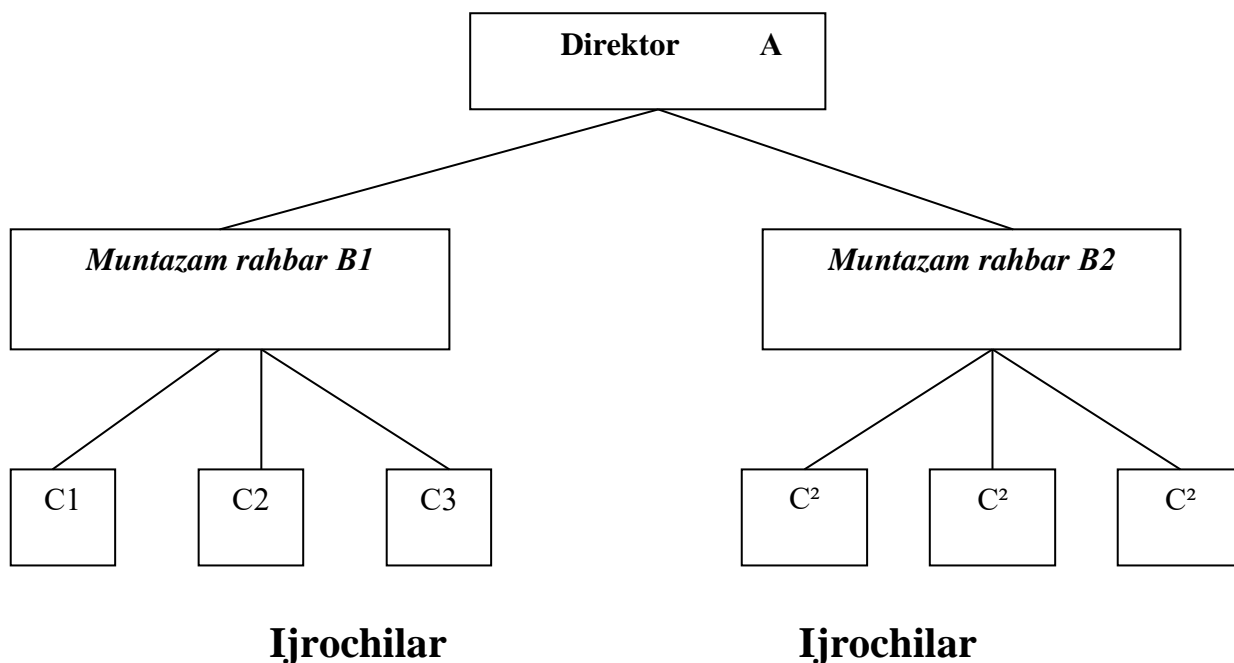 Direktor A
Muntazam rahbar B1 Muntazam rahbar B2
C1 C2 C3 C² C² C²
Ijrochilar Ijrochilar